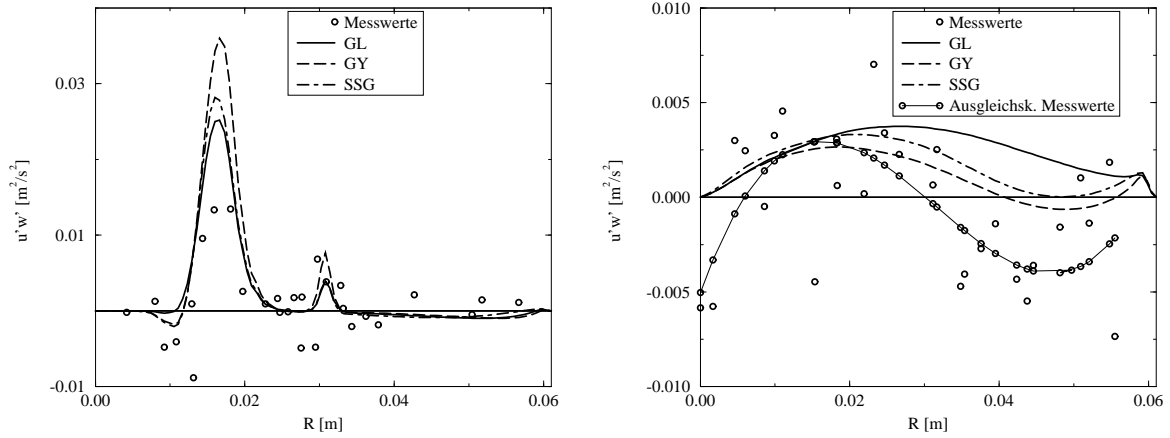 Messwerte
GL
GY
SSG
0.03
0.01
-0.01
0.00
0.02
0.04
0.06
R [m]
u'w' [m²/s²]
Messwerte
GL
GY
SSG
Ausgleichsk. Messwerte
0.010
0.005
0.000
-0.005
-0.010
0.00
0.02
0.04
0.06
R [m]
u'w' [m²/s²]